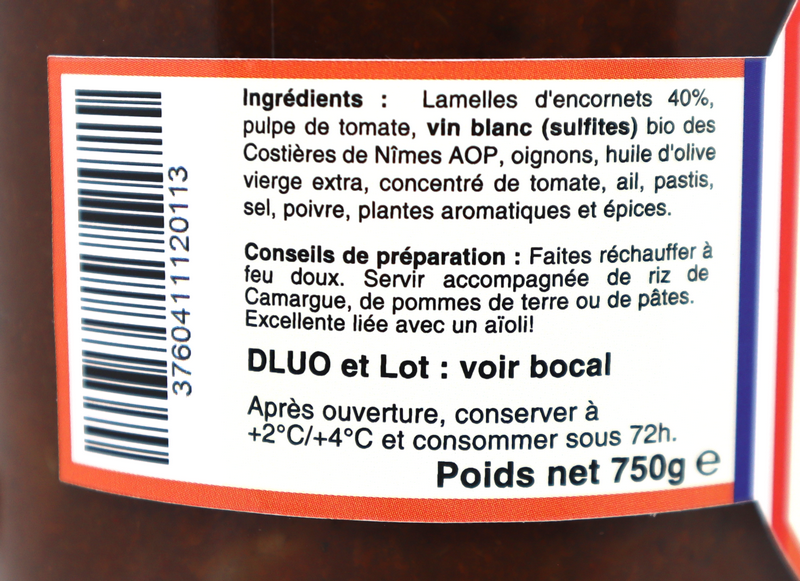 Ingrédients : Lamelles d'encornets 40%,
pulpe de tomate, vin blanc (sulfites) bio des
Costières de Nîmes AOP, oignons, huile d'olive
vierge extra, concentré de tomate, ail, pastis,
sel, poivre, plantes aromatiques et épices.
Conseils de préparation : Faites réchauffer à
feu doux. Servir accompagnée de riz de
Camargue, de pommes de terre ou de pâtes.
Excellente liée avec un aïoli!
DLUO et Lot : voir bocal
Après ouverture, conserver à
+2°C/+4°C et consommer sous 72h.
Poids net 750g ℮
3760411120113